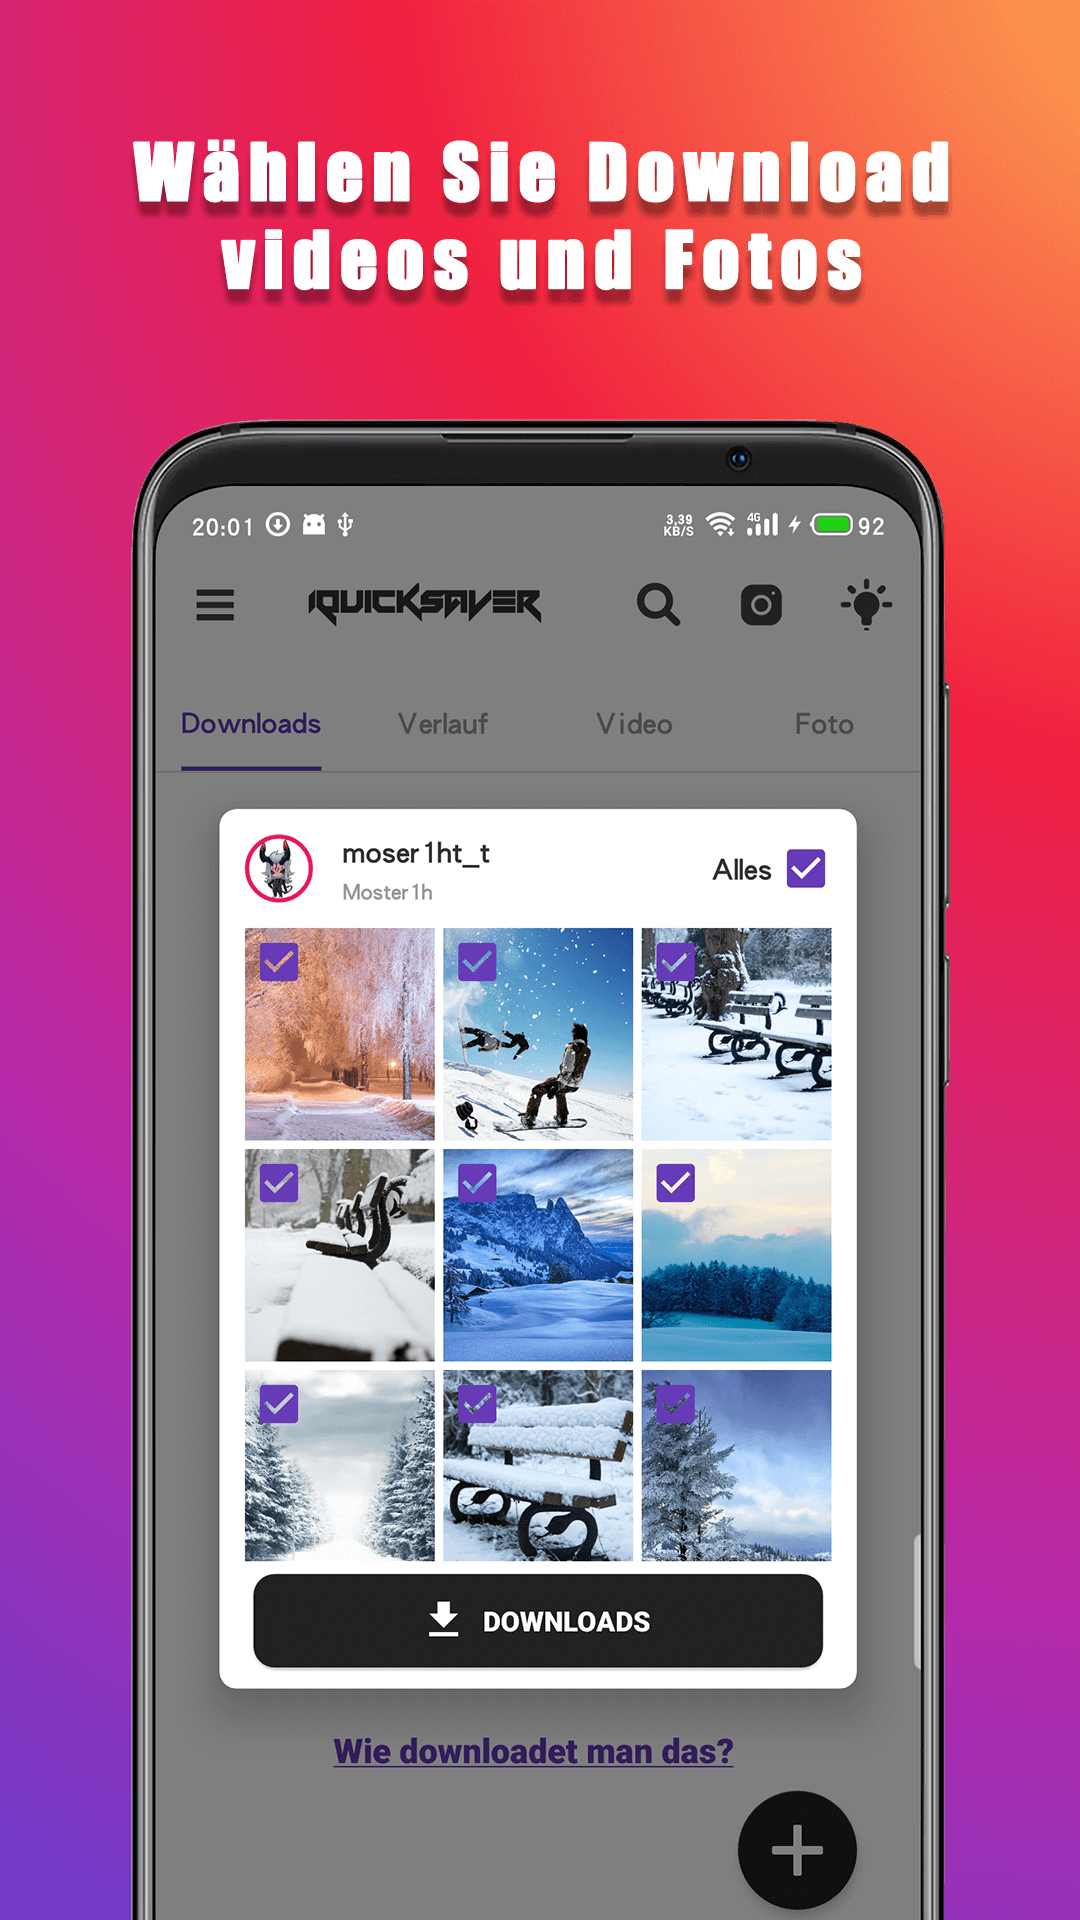 Wählen Sie Download
videos und Fotos
20:01
3,39
KB/S
4G
92
IQUICKSAVER
Downloads
Verlauf
Video
Foto
moser1ht_t
Moster1h
Alles
DOWNLOADS
Wie downloadet man das?